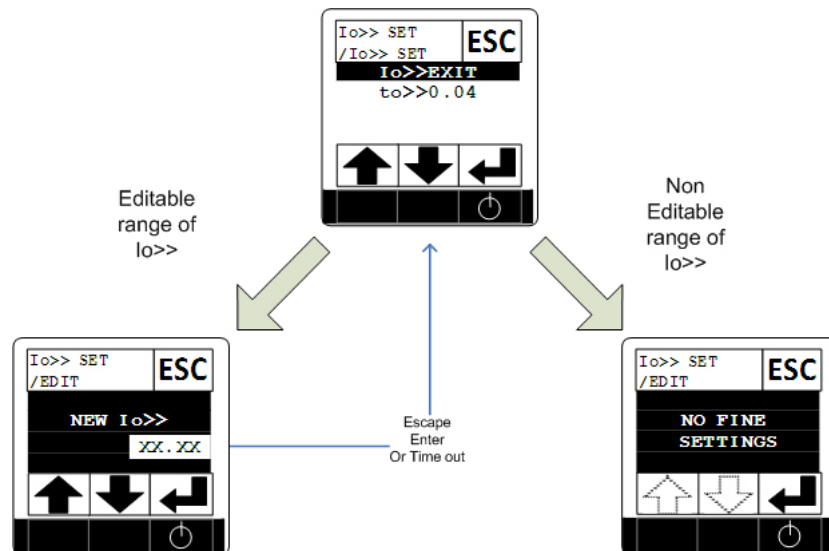 Io>> SET
/Io>> SET
ESC
Io>>EXIT
to>>0.04
Editable
range of
Io>>
Non
Editable
range of
Io>>
Io>> SET
/EDIT
ESC
NEW Io>>
XX.XX
Escape
Enter
Or Time out
Io>> SET
/EDIT
ESC
NO FINE
SETTINGS